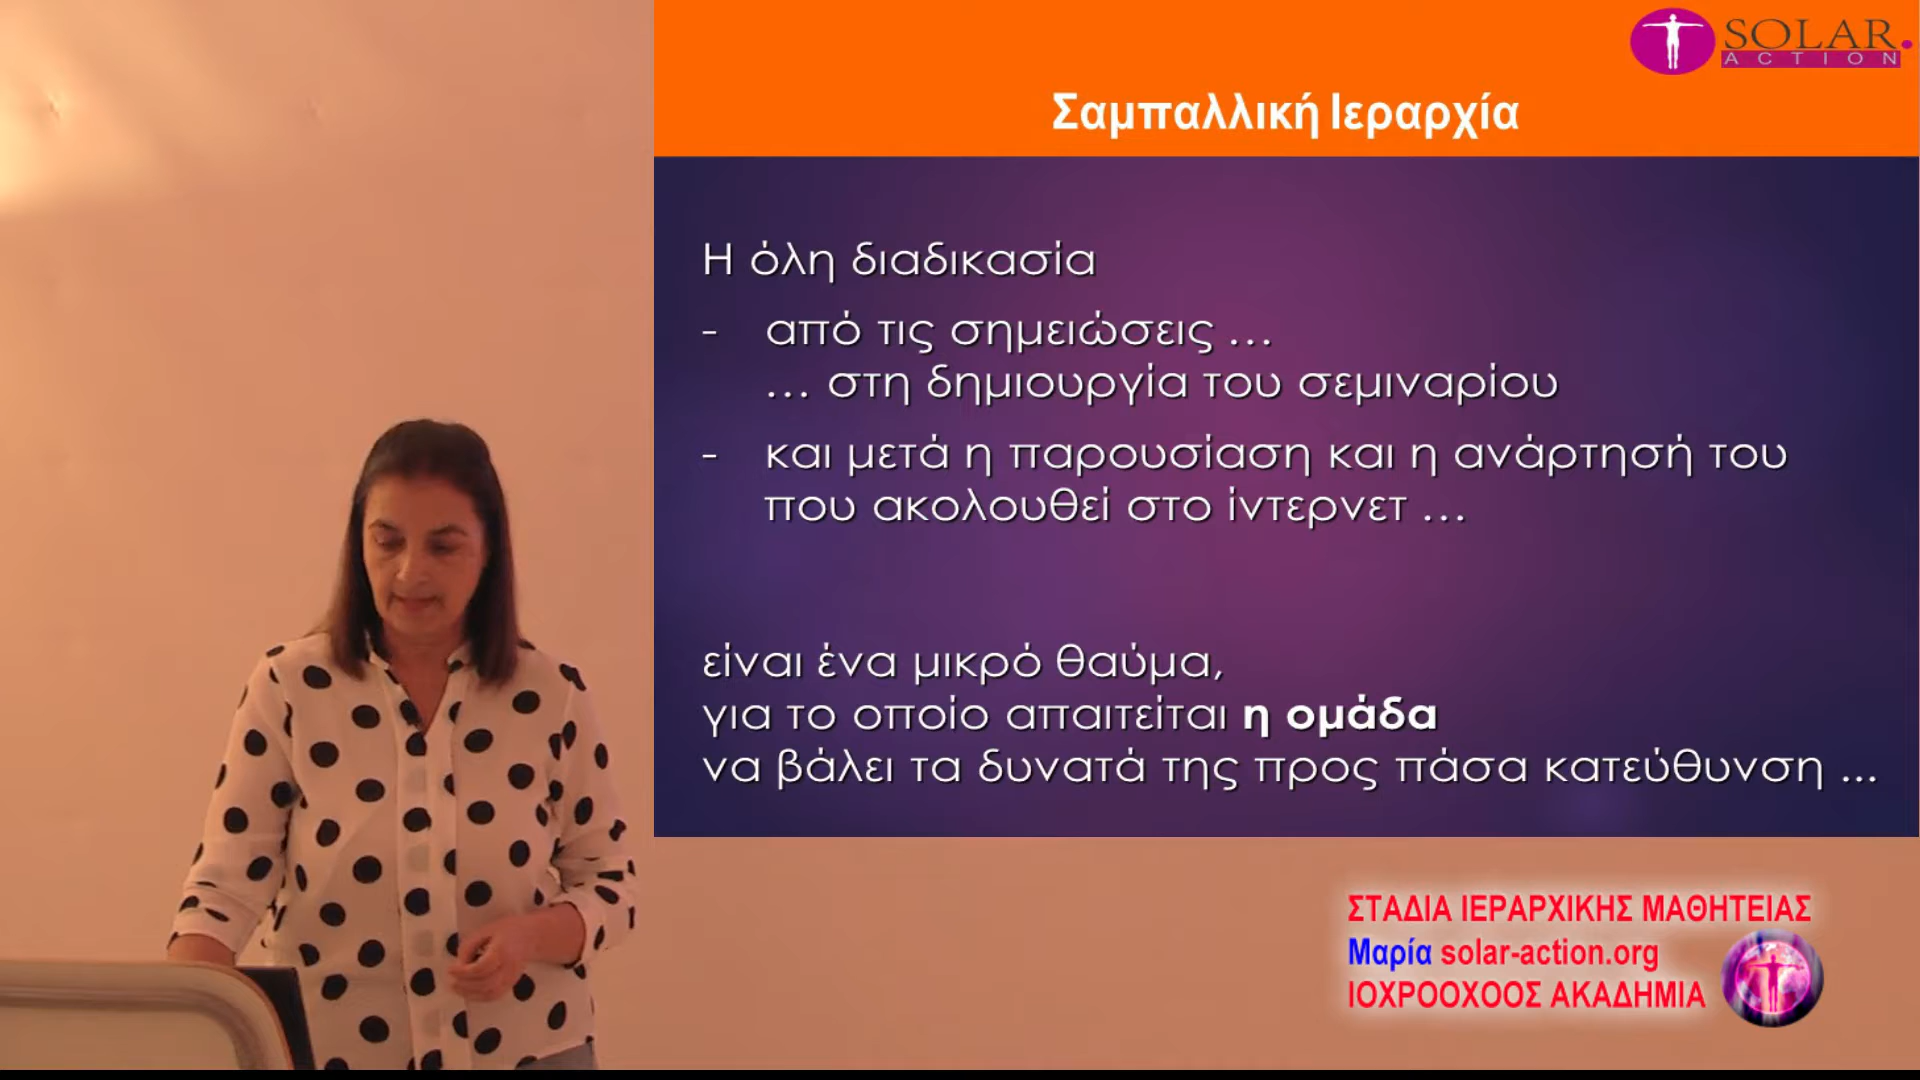 SOLAR
ACTION
Σαμπαλλική Ιεραρχία
Η όλη διαδικασία
- από τις σημειώσεις ...
... στη δημιουργία του σεμιναρίου
- και μετά η παρουσίαση και η ανάρτησή του
που ακολουθεί στο ίντερνετ ...
είναι ένα μικρό θαύμα,
για το οποίο απαιτείται η ομάδα
να βάλει τα δυνατά της προς πάσα κατεύθυνση ...
ΣΤΑΔΙΑ ΙΕΡΑΡΧΙΚΗΣ ΜΑΘΗΤΕΙΑΣ
Μαρία solar-action.org
ΙΟΧΡΟΟΧΟΟΣ ΑΚΑΔΗΜΙΑ